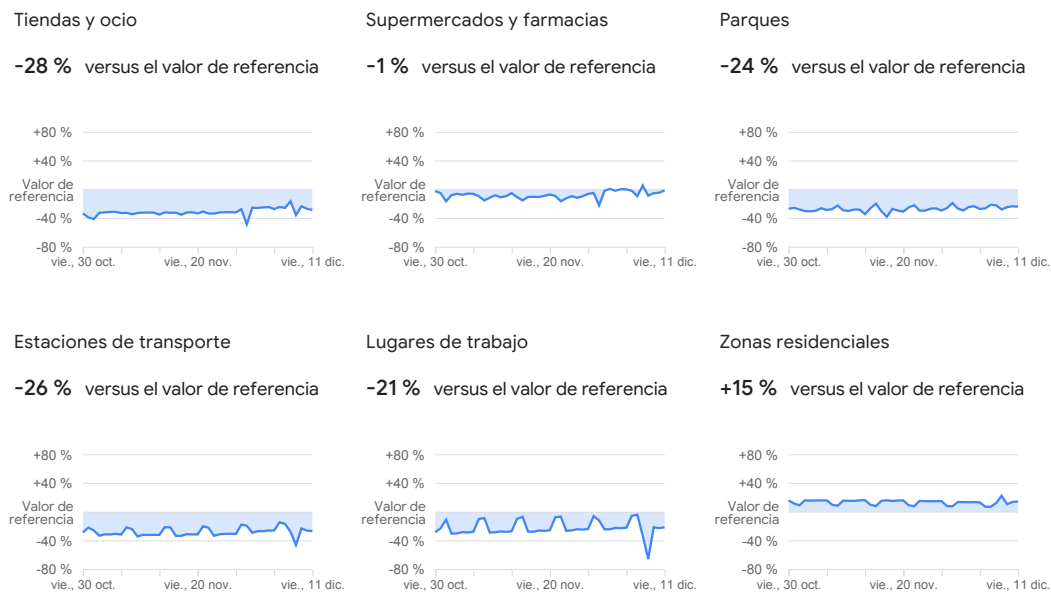 Tiendas y ocio
-28 % versus el valor de referencia
+80 %
+40 %
Valor de
referencia
-40 %
-80 %
vie., 30 oct. vie., 20 nov. vie., 11 dic.
Supermercados y farmacias
-1 % versus el valor de referencia
+80 %
+40 %
Valor de
referencia
-40 %
-80 %
vie., 30 oct. vie., 20 nov. vie., 11 dic.
Parques
-24 % versus el valor de referencia
+80 %
+40 %
Valor de
referencia
-40 %
-80 %
vie., 30 oct. vie., 20 nov. vie., 11 dic.
Estaciones de transporte
-26 % versus el valor de referencia
+80 %
+40 %
Valor de
referencia
-40 %
-80 %
vie., 30 oct. vie., 20 nov. vie., 11 dic.
Lugares de trabajo
-21 % versus el valor de referencia
+80 %
+40 %
Valor de
referencia
-40 %
-80 %
vie., 30 oct. vie., 20 nov. vie., 11 dic.
Zonas residenciales
+15 % versus el valor de referencia
+80 %
+40 %
Valor de
referencia
-40 %
-80 %
vie., 30 oct. vie., 20 nov. vie., 11 dic.